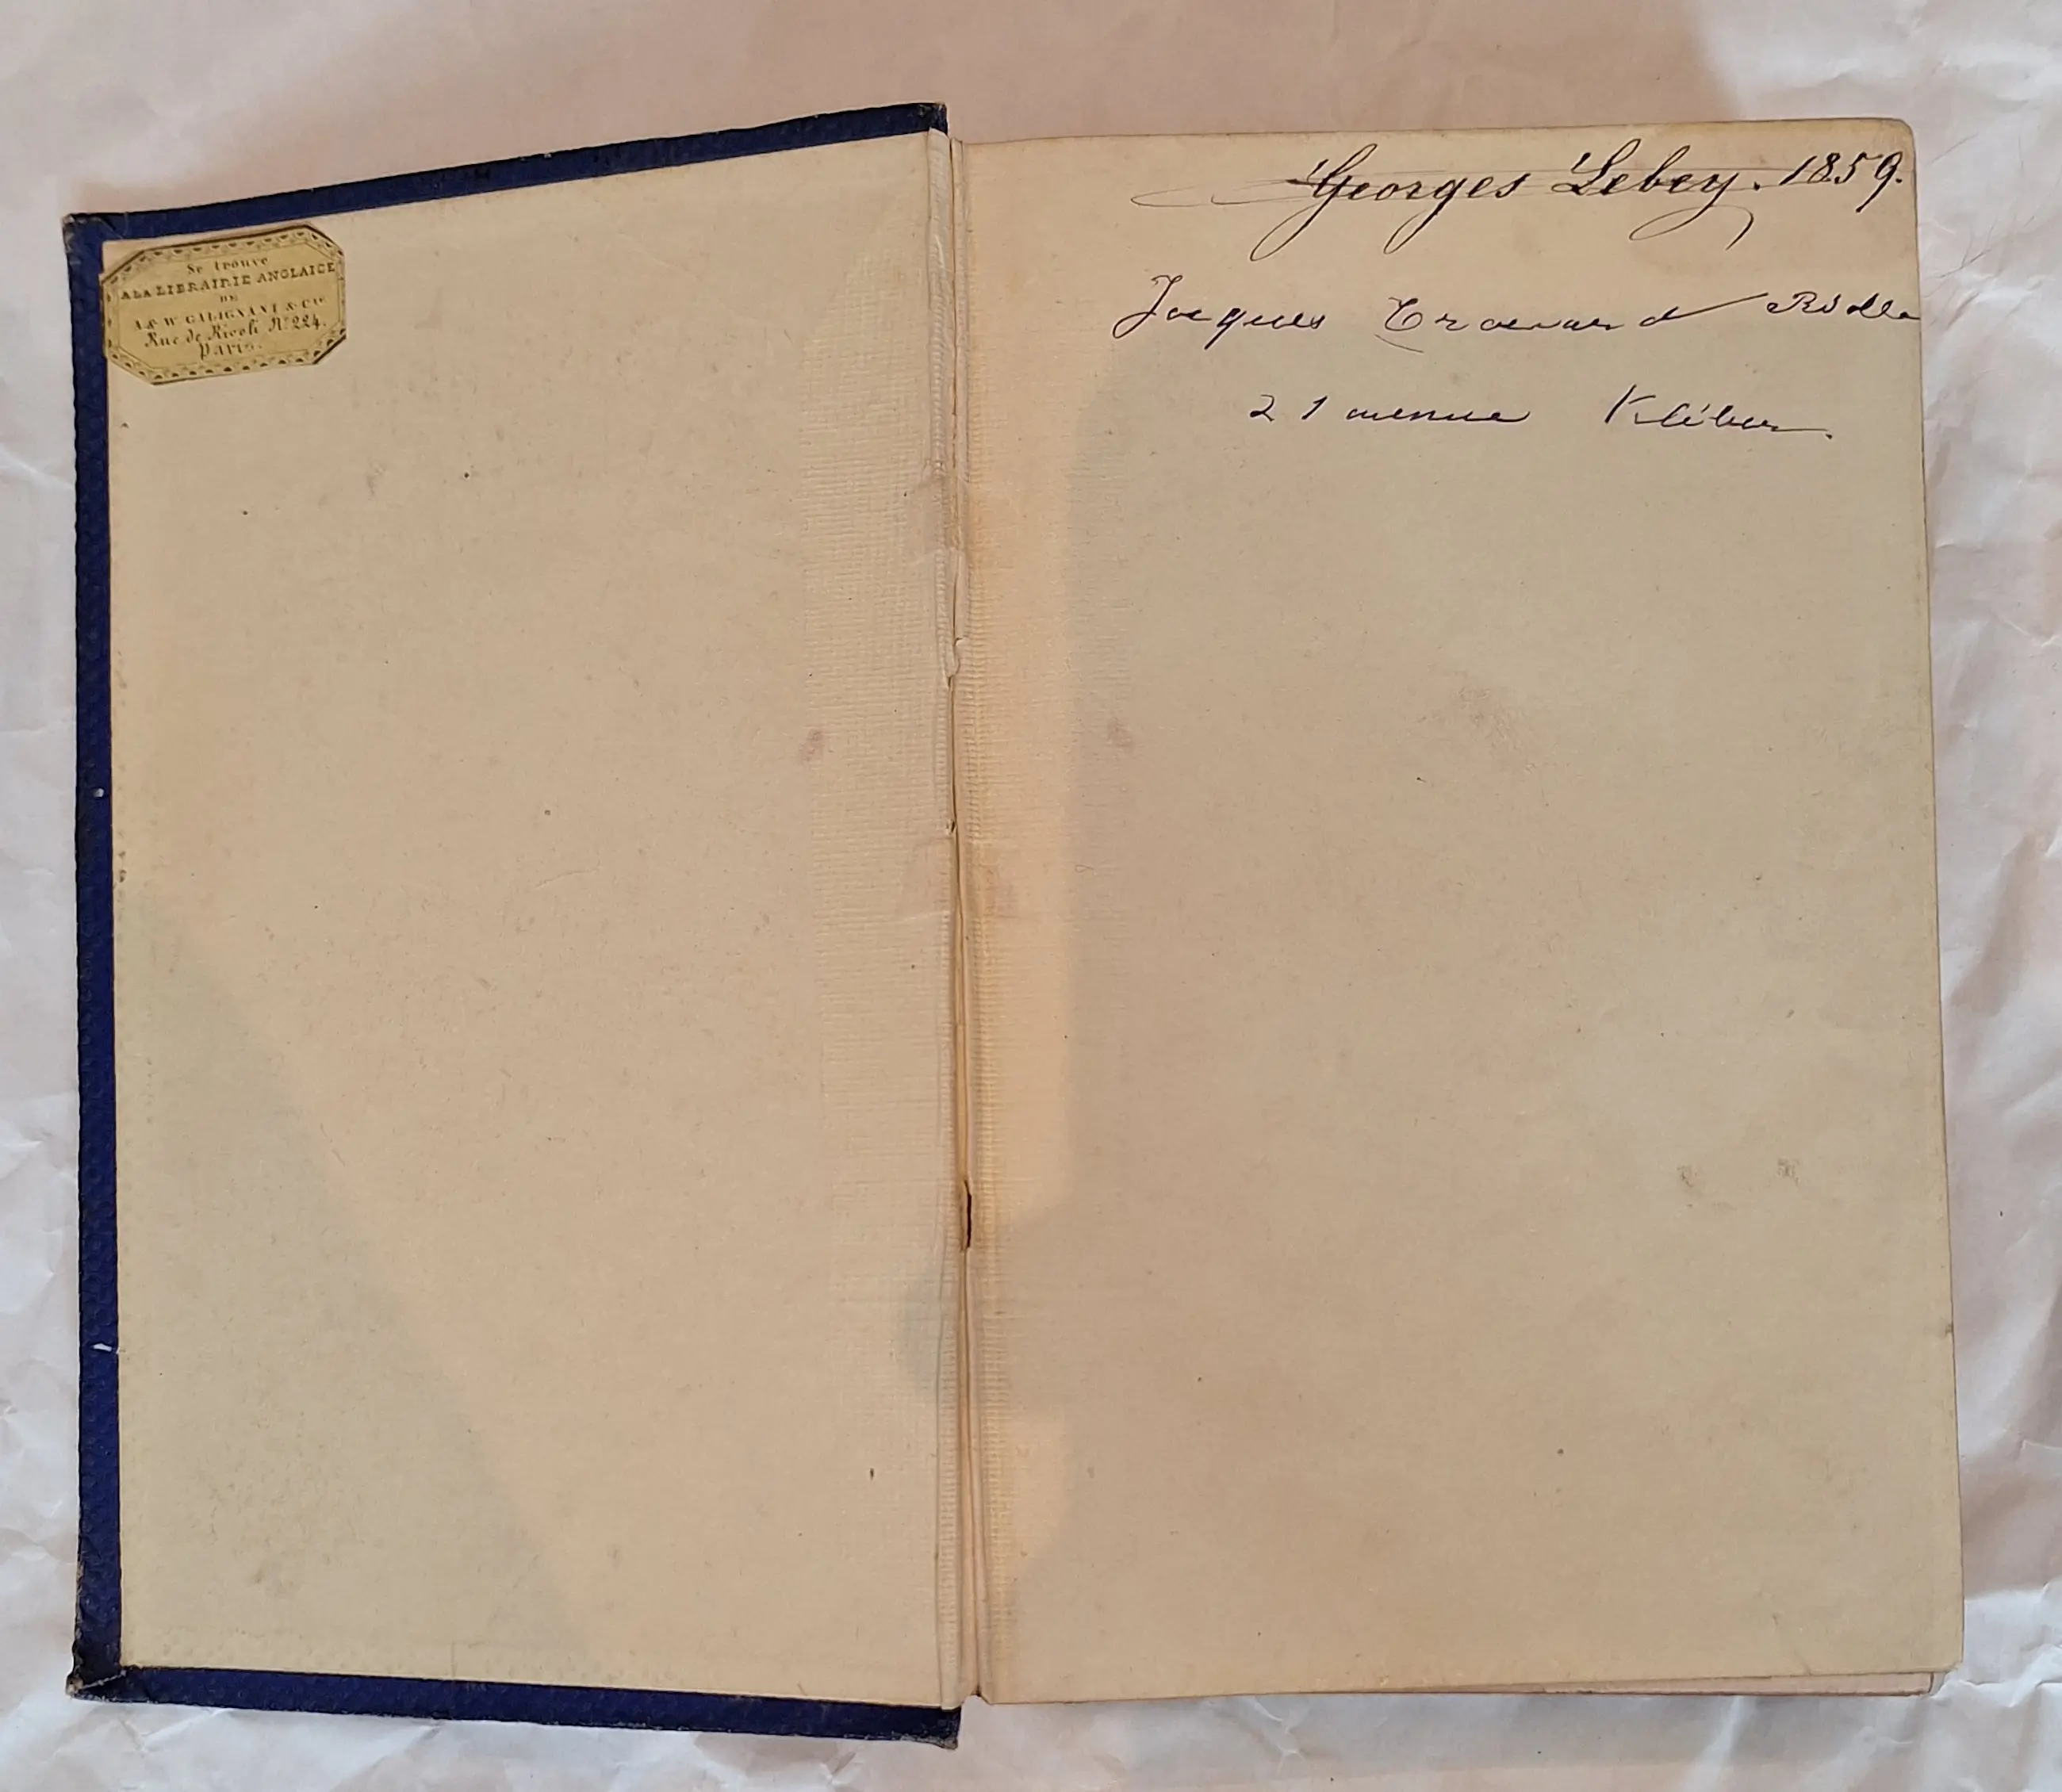 Se trouve
A LA LIBRAIRIE ANGLAISE
DE
A & W GALIGNANI & Cie
Rue de Rivoli No 224.
PARIS.
Georges Lebey. 1859.
Jacques
21 avenue Kléber.